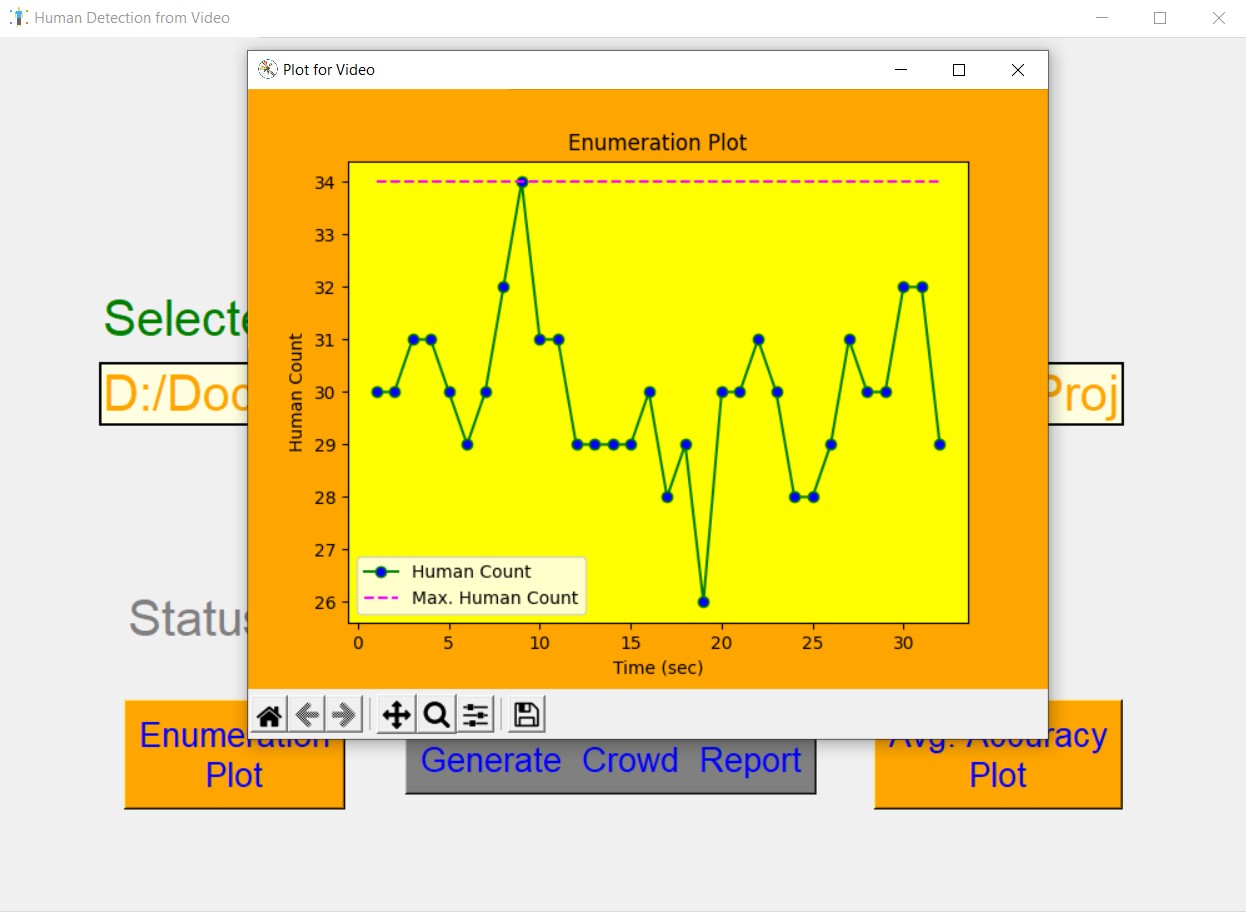 Human Detection from Video
Plot for Video
Enumeration Plot
34
33
32
31
30
29
28
27
26
Human Count
Human Count
Max. Human Count
0 5 10 15 20 25 30
Time (sec)
D:/Doc
Proj
Status
Enumeration
Plot
Generate Crowd Report
Avg. Accuracy
Plot